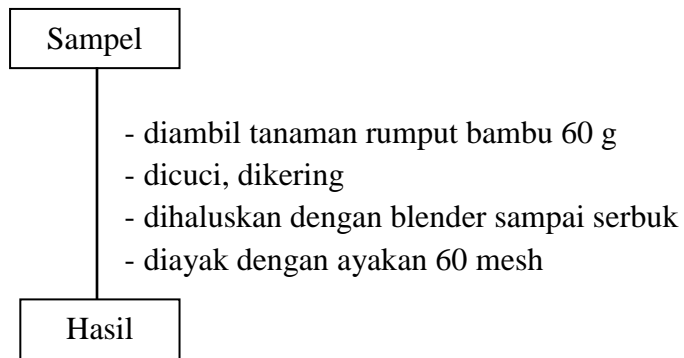 Sampel
- diambil tanaman rumput bambu 60 g
- dicuci, dikering
- dihaluskan dengan blender sampai serbuk
- diayak dengan ayakan 60 mesh
Hasil